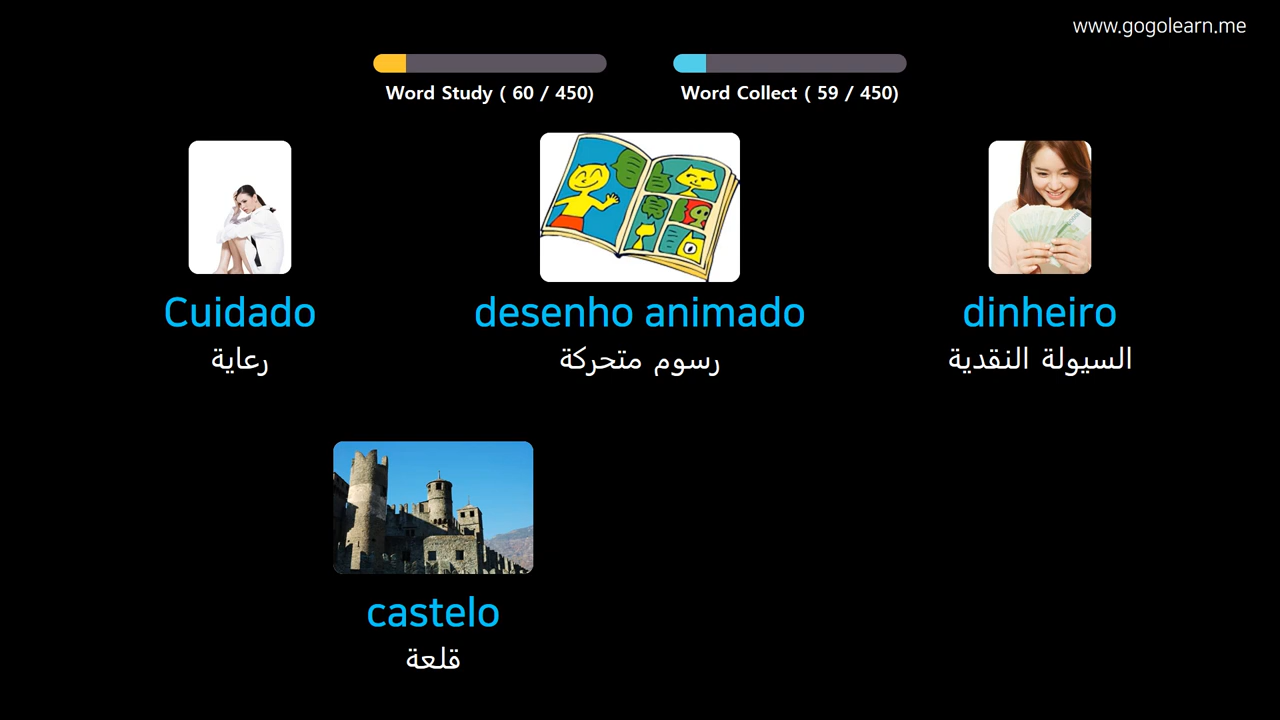 www.gogolearn.me
Word Study ( 60 / 450)
Word Collect ( 59 / 450)
Cuidado
رعاية
desenho animado
رسوم متحركة
dinheiro
السيولة النقدية
castelo
قلعة